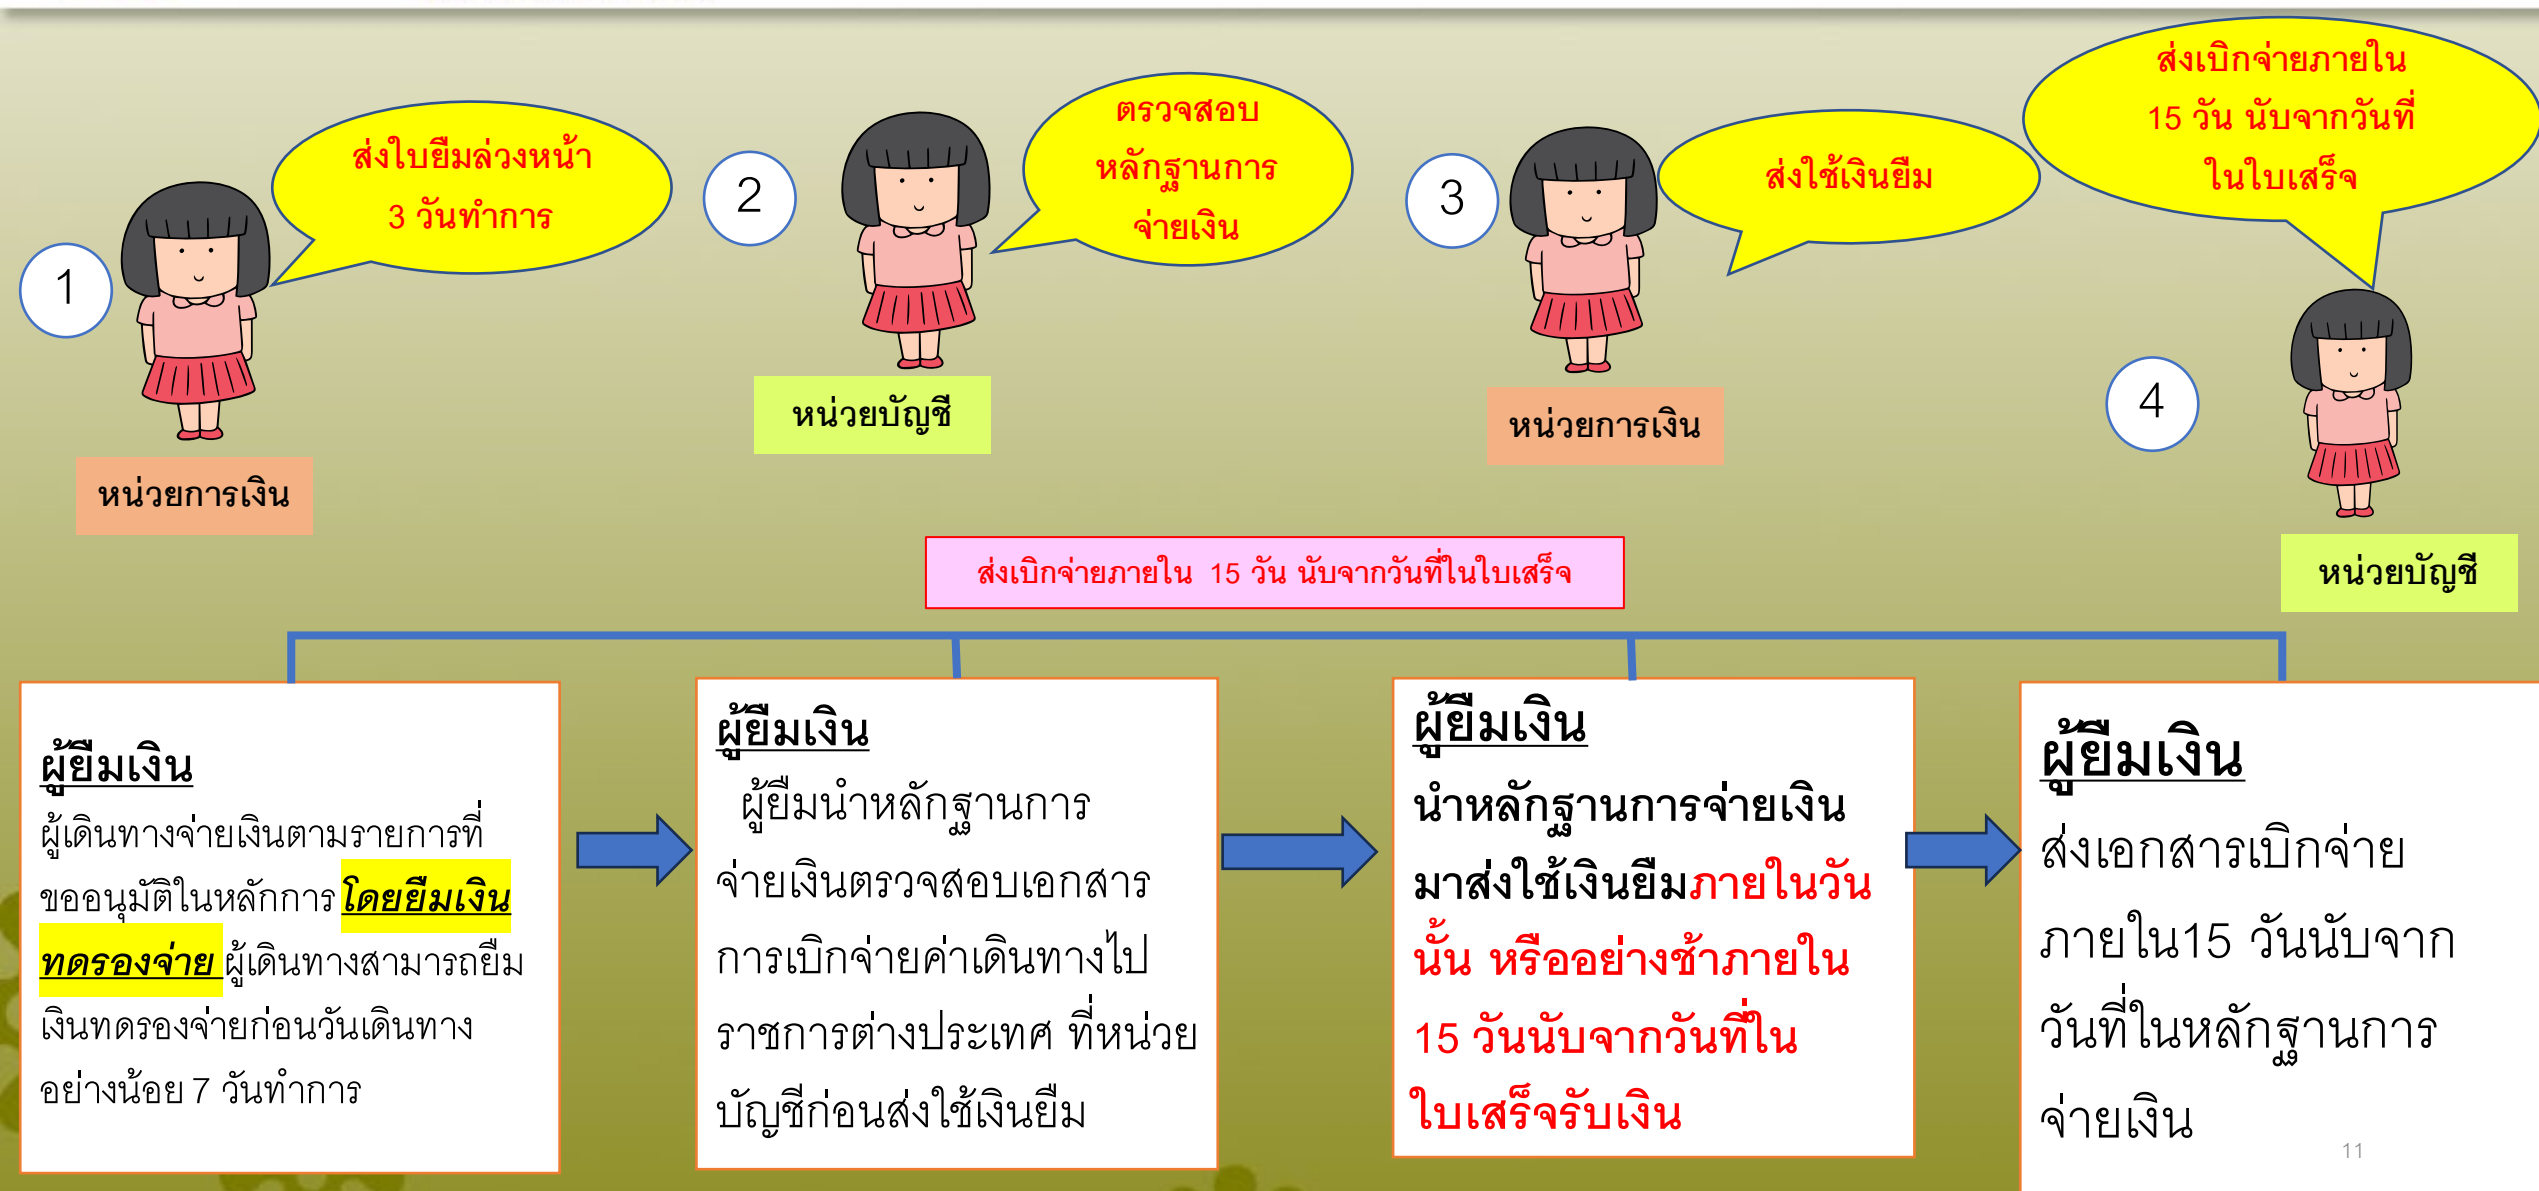 ส่งใบยืมล่วงหน้า
3 วันทำการ
1
หน่วยการเงิน
2
ตรวจสอบ
หลักฐานการ
จ่ายเงิน
หน่วยบัญชี
3
ส่งใช้เงินยืม
หน่วยการเงิน
ส่งเบิกจ่ายภายใน
15 วัน นับจากวันที่
ในใบเสร็จ
4
หน่วยบัญชี
ส่งเบิกจ่ายภายใน 15 วัน นับจากวันที่ในใบเสร็จ
ผู้ยืมเงิน
ผู้เดินทางจ่ายเงินตามรายการที่
ขออนุมัติในหลักการโดยยืมเงิน
ทดรองจ่าย ผู้เดินทางสามารถยืม
เงินทดรองจ่ายก่อนวันเดินทาง
อย่างน้อย 7 วันทำการ
ผู้ยืมเงิน
ผู้ยืมนำหลักฐานการ
จ่ายเงินตรวจสอบเอกสาร
การเบิกจ่ายค่าเดินทางไป
ราชการต่างประเทศ ที่หน่วย
บัญชีก่อนส่งใช้เงินยืม
ผู้ยืมเงิน
นำหลักฐานการจ่ายเงิน
มาส่งใช้เงินยืมภายในวัน
นั้น หรืออย่างช้าภายใน
15 วันนับจากวันที่ใน
ใบเสร็จรับเงิน
ผู้ยืมเงิน
ส่งเอกสารเบิกจ่าย
ภายใน15 วันนับจาก
วันที่ในหลักฐานการ
จ่ายเงิน
11